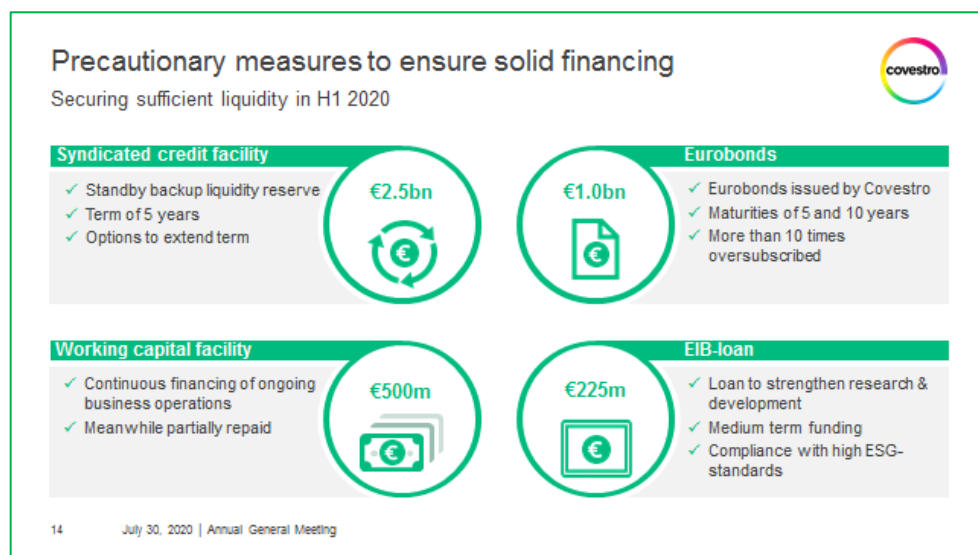 Precautionary measures to ensure solid financing
Securing sufficient liquidity in H1 2020
covestro
Syndicated credit facility
✓ Standby backup liquidity reserve
✓ Term of 5 years
✓ Options to extend term
€2.5bn
€
Eurobonds
€1.0bn
€
✓ Eurobonds issued by Covestro
✓ Maturities of 5 and 10 years
✓ More than 10 times
oversubscribed
Working capital facility
✓ Continuous financing of ongoing
business operations
✓ Meanwhile partially repaid
€500m
€
EIB-loan
€225m
€
✓ Loan to strengthen research &
development
✓ Medium term funding
✓ Compliance with high ESG-
standards
14 July 30, 2020 | Annual General Meeting